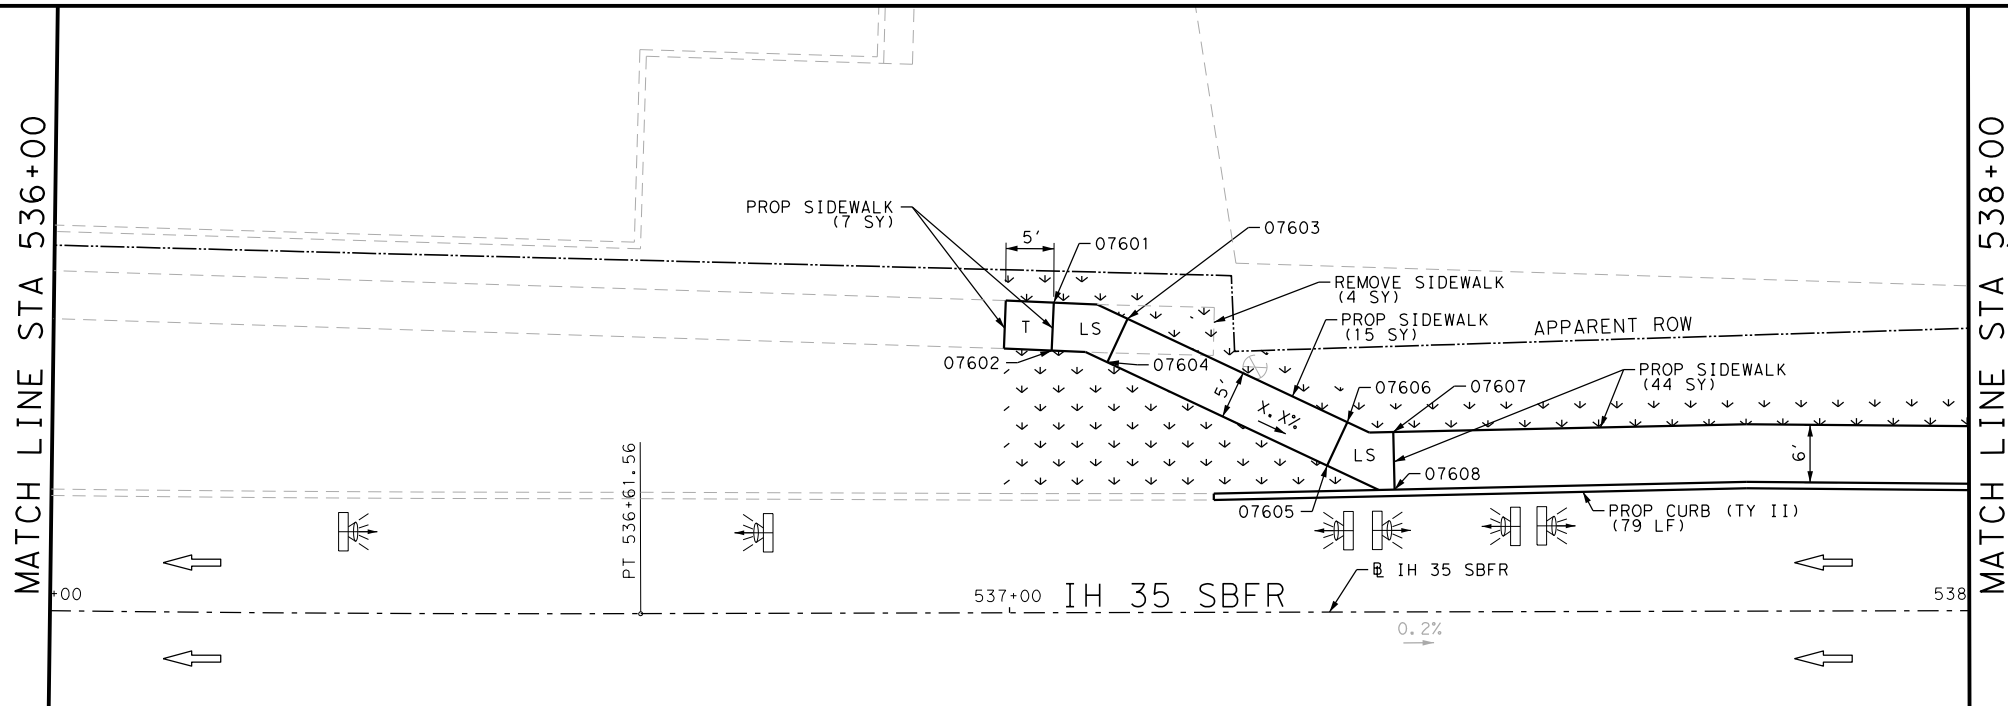 MATCH LINE STA 536+00
MATCH LINE STA 538+00
PROP SIDEWALK
(7 SY)
5'
07601
07603
REMOVE SIDEWALK
(4 SY)
PROP SIDEWALK
(15 SY)
APPARENT ROW
T
LS
07602
07604
5'
X.X%
07606
07607
PROP SIDEWALK
(44 SY)
6'
LS
07608
07605
PROP CURB (TY II)
(79 LF)
PT 536+61.56
BL IH 35 SBFR
+00
537+00
IH 35 SBFR
538
0.2%